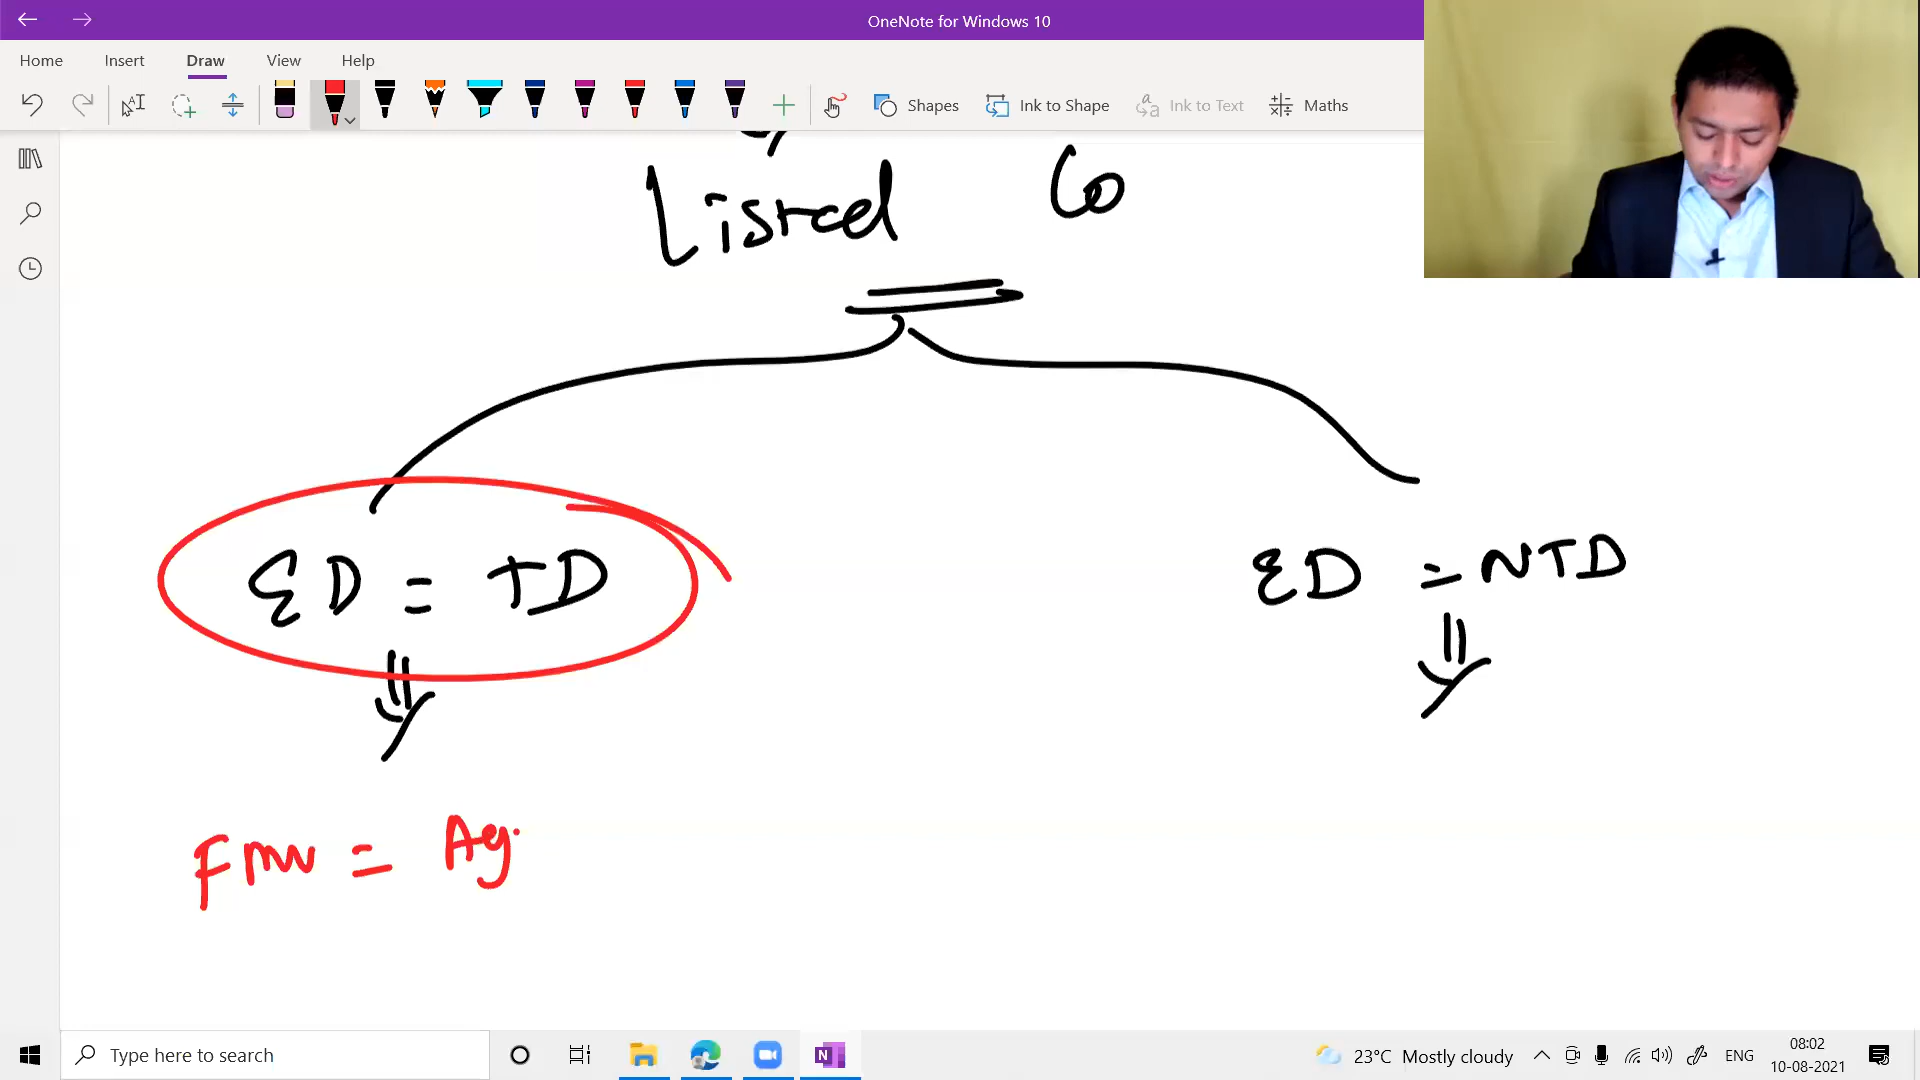 OneNote for Windows 10
Home Insert Draw View Help
Shapes Ink to Shape Ink to Text Maths
Listed Co
ED = TD
ED = NTD
FMV = Ag.
Type here to search
23°C Mostly cloudy
ENG
08:02
10-08-2021